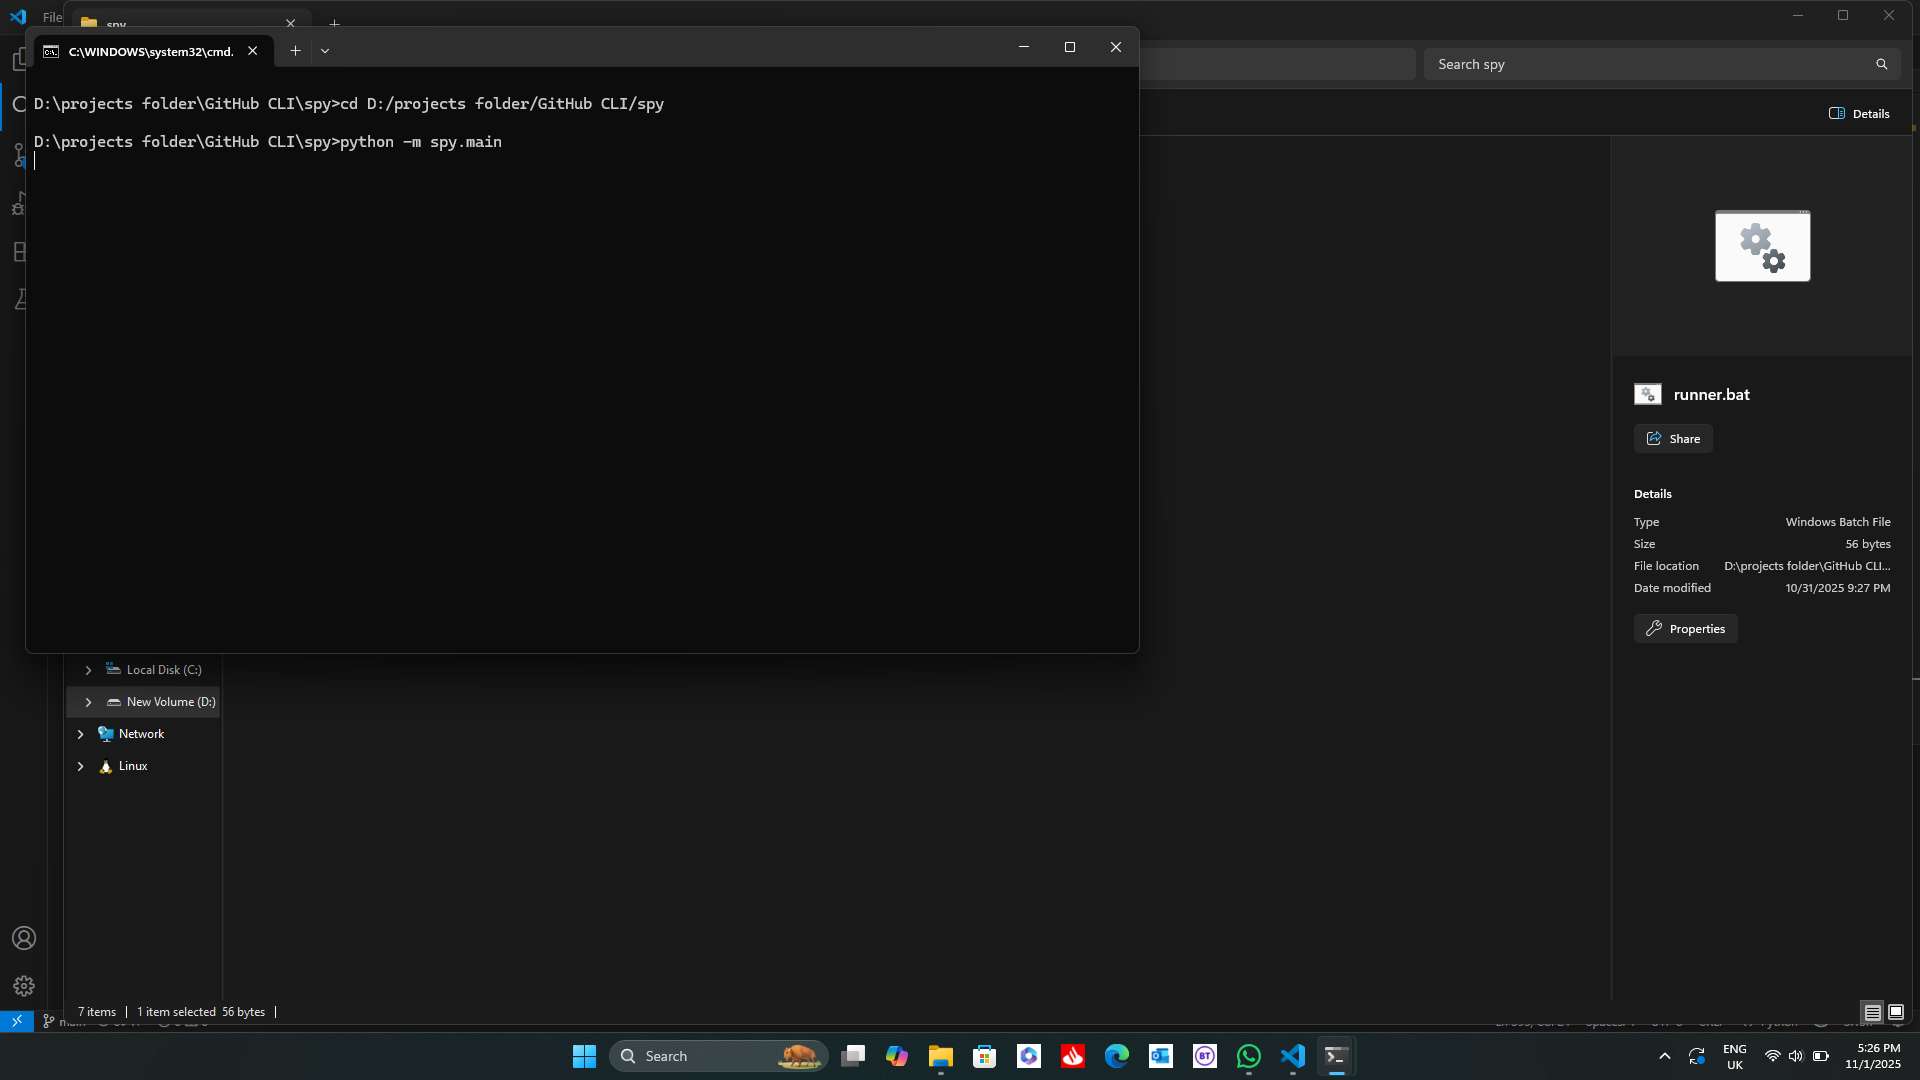 File
spy
C:\WINDOWS\system32\cmd.
D:\projects folder\GitHub CLI\spy>cd D:/projects folder/GitHub CLI/spy
D:\projects folder\GitHub CLI\spy>python -m spy.main
Search spy
Details
runner.bat
Share
Details
Type Windows Batch File
Size 56 bytes
File location D:\projects folder\GitHub CLI...
Date modified 10/31/2025 9:27 PM
Properties
Local Disk (C:)
New Volume (D:)
Network
Linux
7 items
1 item selected 56 bytes
Search
BT
ENG
UK
5:26 PM
11/1/2025